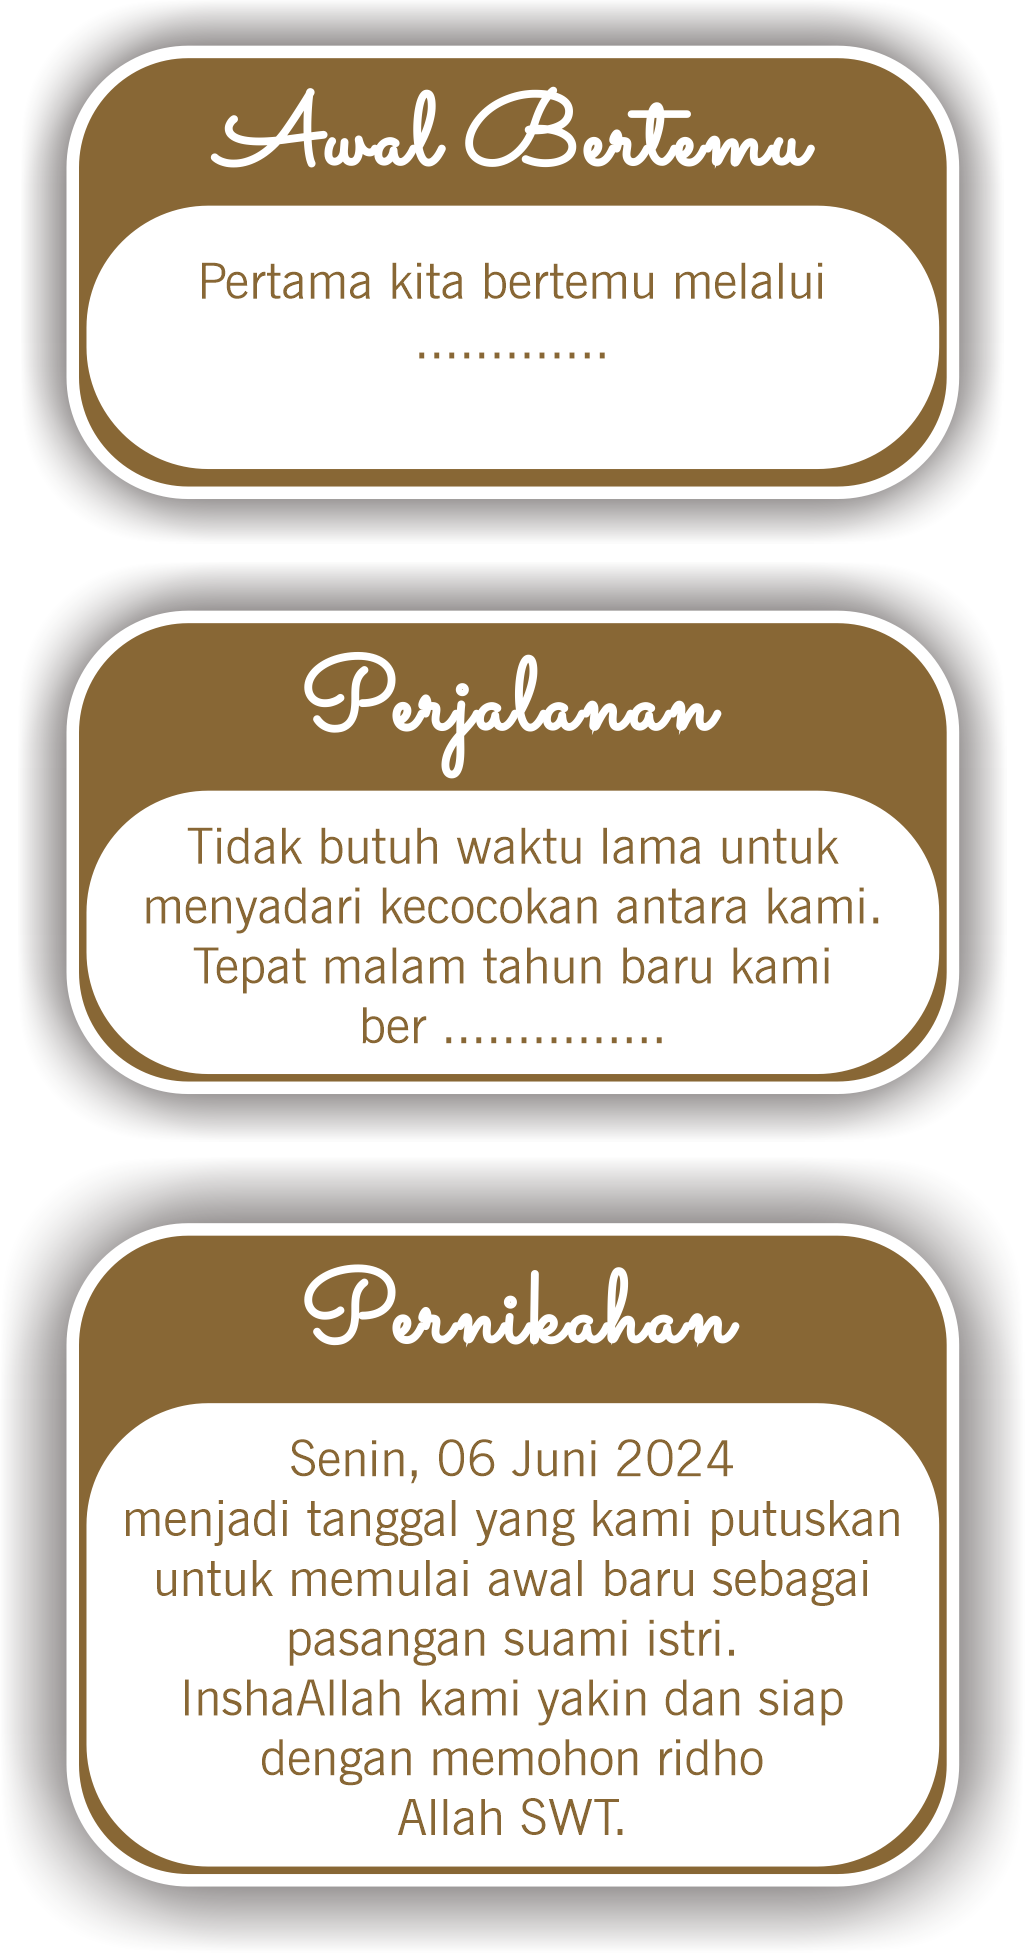 Awal Bertemu
Pertama kita bertemu melalui
.............
Perjalanan
Tidak butuh waktu lama untuk
menyadari kecocokan antara kami.
Tepat malam tahun baru kami
ber ...............
Pernikahan
Senin, 06 Juni 2024
menjadi tanggal yang kami putuskan
untuk memulai awal baru sebagai
pasangan suami istri.
InshaAllah kami yakin dan siap
dengan memohon ridho
Allah SWT.